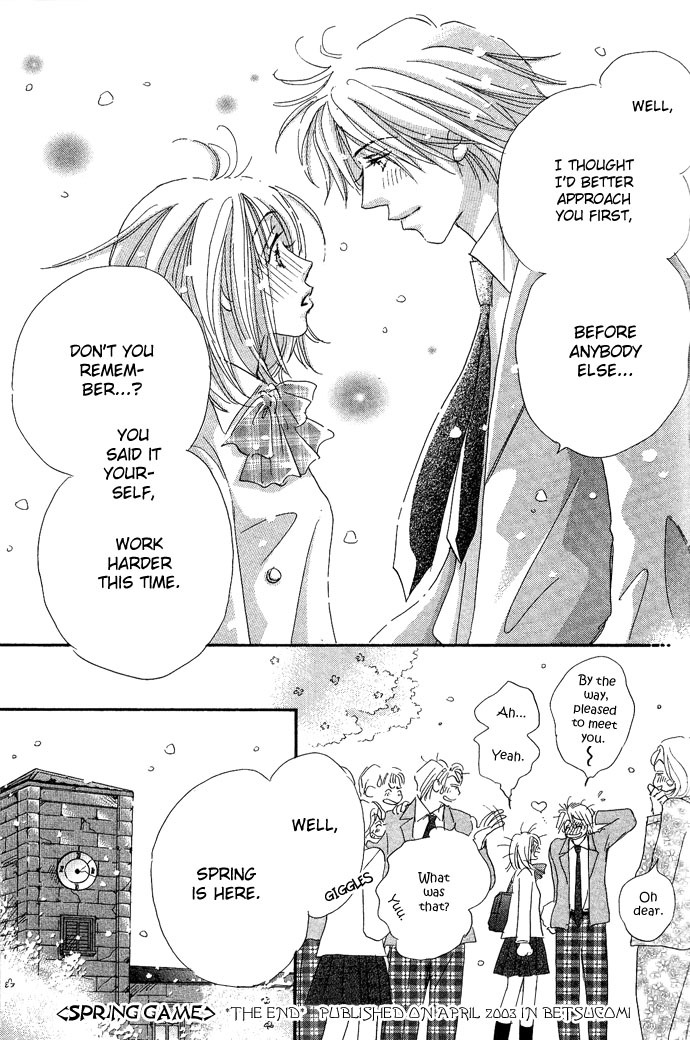 WELL,
I THOUGHT
I'D BETTER
APPROACH
YOU FIRST,
BEFORE
ANYBODY
ELSE...
DON'T YOU
REMEM-
BER...?
YOU
SAID IT
YOUR-
SELF,
WORK
HARDER
THIS TIME.
By the
way,
pleased
to meet
you.
Ah...
Yeah.
Oh
dear.
What
was
that?
Yuu.
GIGGLES
WELL,
SPRING
IS HERE.
<SPRING GAME> *THE END* PUBLISHED ON APRIL 2003 IN BETSUCOMI